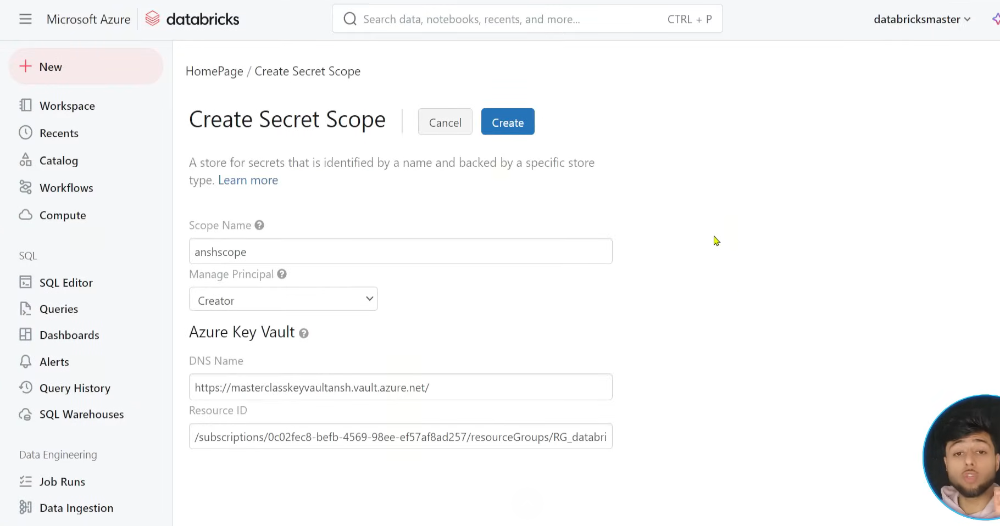 Microsoft Azure databricks
Search data, notebooks, recents, and more... CTRL + P
databricksmaster
New
Workspace
Recents
Catalog
Workflows
Compute
SQL
SQL Editor
Queries
Dashboards
Alerts
Query History
SQL Warehouses
Data Engineering
Job Runs
Data Ingestion
HomePage / Create Secret Scope
Create Secret Scope
Cancel
Create
A store for secrets that is identified by a name and backed by a specific store
type. Learn more
Scope Name
anshscope
Manage Principal
Creator
Azure Key Vault
DNS Name
https://masterclasskeyvaultansh.vault.azure.net/
Resource ID
/subscriptions/0c02fec8-befb-4569-98ee-ef57af8ad257/resourceGroups/RG_databri